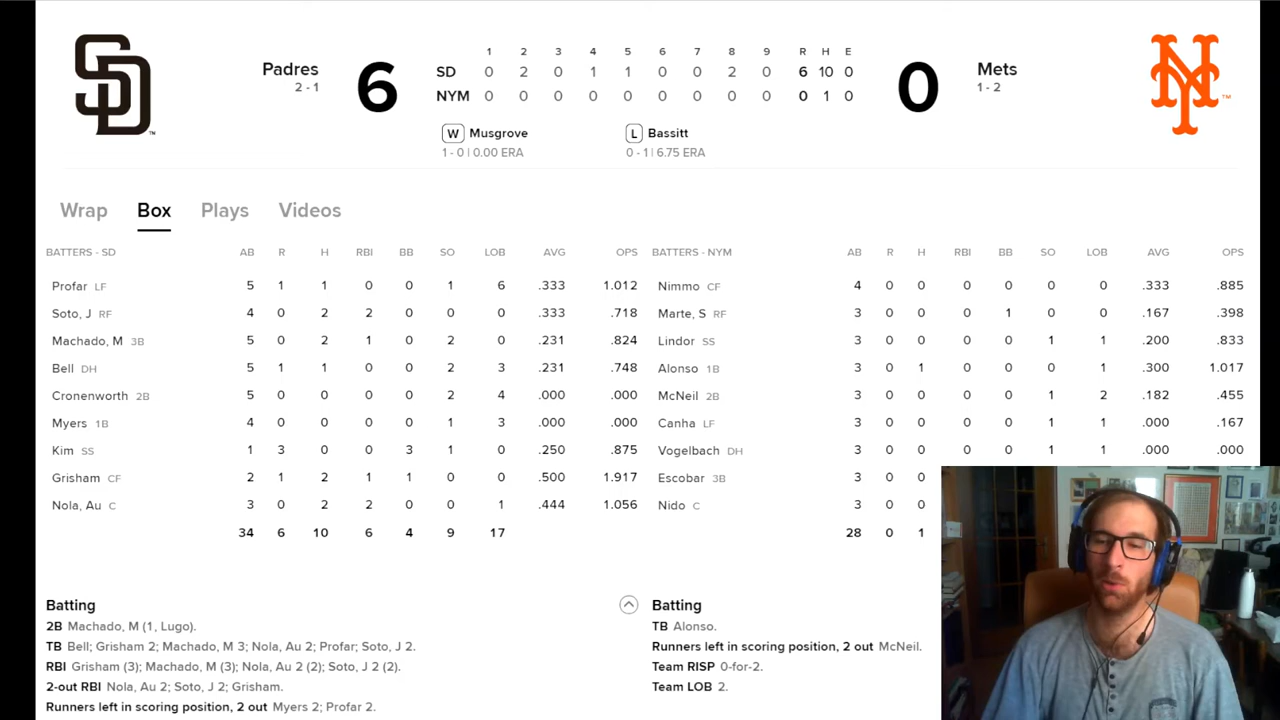 SD
NY
Padres
2 - 1
6
1 2 3 4 5 6 7 8 9 R H E
SD 0 2 0 1 1 0 0 2 0 6 10 0
NYM 0 0 0 0 0 0 0 0 0 0 1 0
0
Mets
1 - 2
W Musgrove
1 - 0 | 0.00 ERA
L Bassitt
0 - 1 | 6.75 ERA
Wrap Box Plays Videos
BATTERS - SD AB R H RBI BB SO LOB AVG OPS
Profar LF 5 1 1 0 0 1 6 .333 1.012
Soto, J RF 4 0 2 2 0 0 0 .333 .718
Machado, M 3B 5 0 2 1 0 2 0 .231 .824
Bell DH 5 1 1 0 0 2 3 .231 .748
Cronenworth 2B 5 0 0 0 0 2 4 .000 .000
Myers 1B 4 0 0 0 0 1 3 .000 .000
Kim SS 1 3 0 0 3 1 0 .250 .875
Grisham CF 2 1 2 1 1 0 0 .500 1.917
Nola, Au C 3 0 2 2 0 0 1 .444 1.056
34 6 10 6 4 9 17
BATTERS - NYM AB R H RBI BB SO LOB AVG OPS
Nimmo CF 4 0 0 0 0 0 0 .333 .885
Marte, S RF 3 0 0 0 1 0 0 .167 .398
Lindor SS 3 0 0 0 0 1 1 .200 .833
Alonso 1B 3 0 1 0 0 0 1 .300 1.017
McNeil 2B 3 0 0 0 0 1 2 .182 .455
Canha LF 3 0 0 0 0 1 1 .000 .167
Vogelbach DH 3 0 0 0 0 1 1 .000 .000
Escobar 3B 3 0 0
Nido C 3 0 0
28 0 1
Batting
2B Machado, M (1, Lugo).
TB Bell; Grisham 2; Machado, M 3; Nola, Au 2; Profar; Soto, J 2.
RBI Grisham (3); Machado, M (3); Nola, Au 2 (2); Soto, J 2 (2).
2-out RBI Nola, Au 2; Soto, J 2; Grisham.
Runners left in scoring position, 2 out Myers 2; Profar 2.
Batting
TB Alonso.
Runners left in scoring position, 2 out McNeil.
Team RISP 0-for-2.
Team LOB 2.